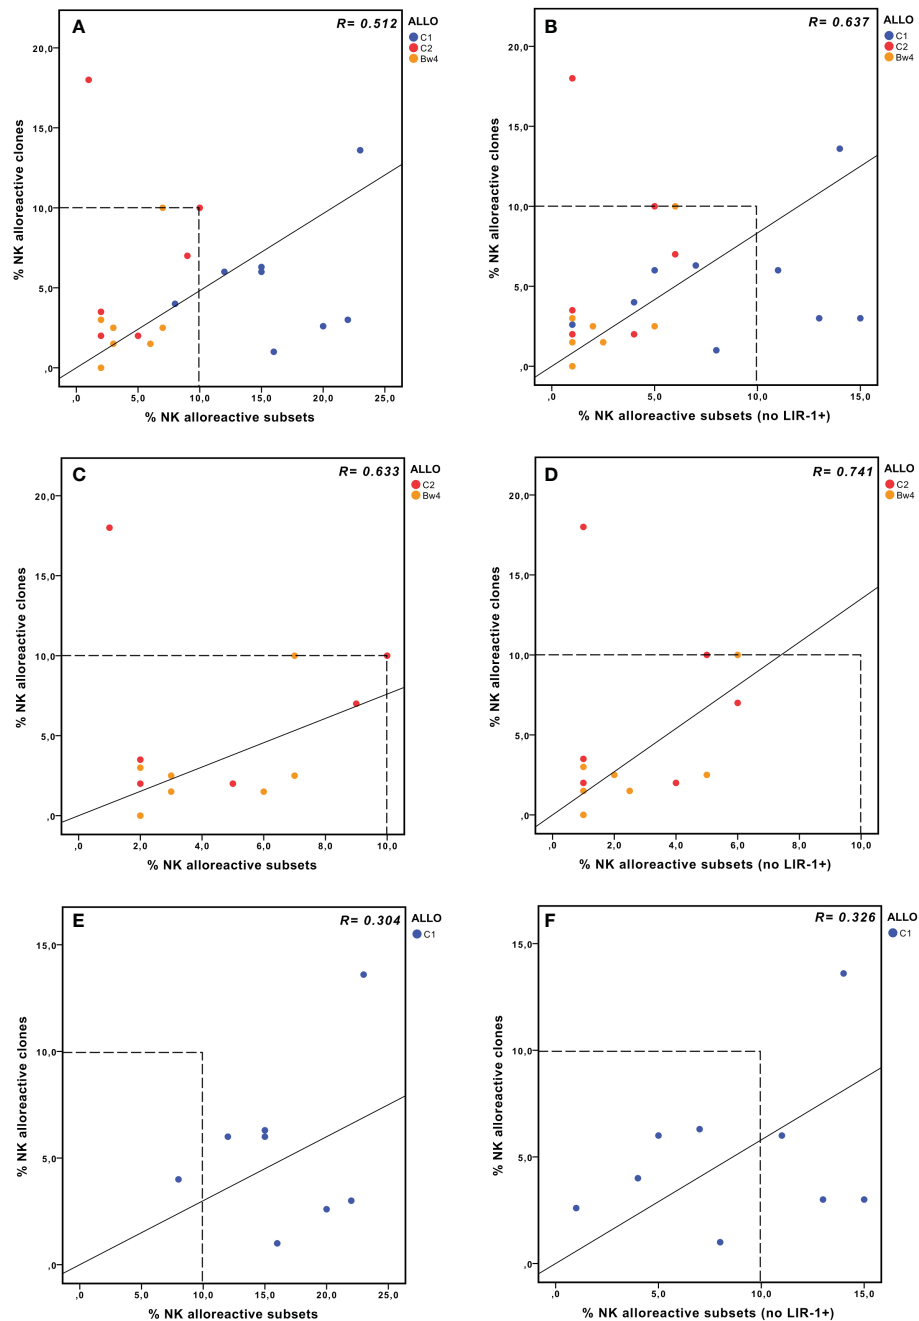 A
R= 0.512
ALLO
C1
C2
Bw4
20,0
15,0
10,0
5,0
,0
% NK alloreactive clones
,0 5,0 10,0 15,0 20,0 25,0
% NK alloreactive subsets
B
R= 0.637
ALLO
C1
C2
Bw4
20,0
15,0
10,0
5,0
,0
% NK alloreactive clones
,0 5,0 10,0 15,0
% NK alloreactive subsets (no LIR-1+)
C
R= 0.633
ALLO
C2
Bw4
20,0
15,0
10,0
5,0
,0
% NK alloreactive clones
,0 2,0 4,0 6,0 8,0 10,0
% NK alloreactive subsets
D
R= 0.741
ALLO
C2
Bw4
20,0
15,0
10,0
5,0
,0
% NK alloreactive clones
,0 2,0 4,0 6,0 8,0 10,0
% NK alloreactive subsets (no LIR-1+)
E
R= 0.304
ALLO
C1
15,0
10,0
5,0
,0
% NK alloreactive clones
,0 5,0 10,0 15,0 20,0 25,0
% NK alloreactive subsets
F
R= 0.326
ALLO
C1
15,0
10,0
5,0
,0
% NK alloreactive clones
,0 5,0 10,0 15,0
% NK alloreactive subsets (no LIR-1+)